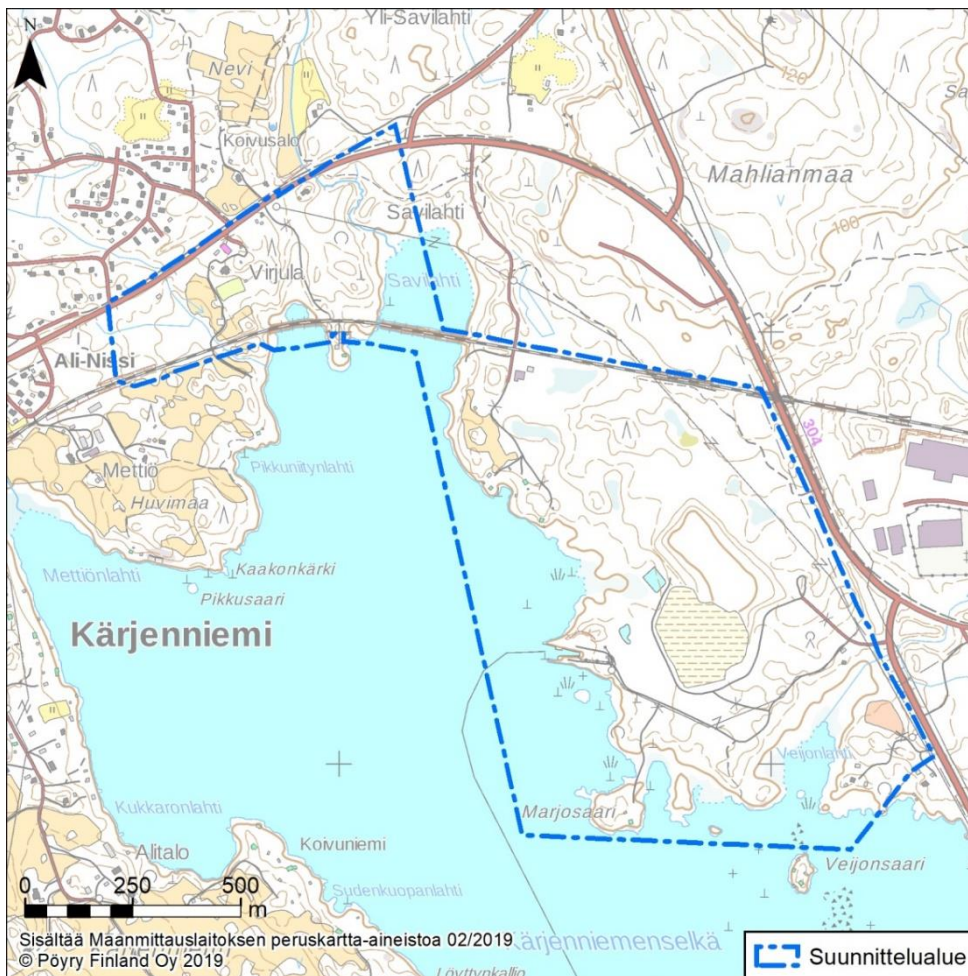 Yli-Savilahti
N
Nevi
120
Sa
Koivusalo
Mahlianmaa
Savilahti
100
Virjula
Savilahti
Ali-Nissi
304
Mettiö
Pikkuniitynlahti
Huvimaa
Mettiönlahti
Kaakonkärki
Pikkusaari
Kärjenniemi
Veijonlahti
Kukkaronlahti
Marjosaari
Alitalo
Koivuniemi
Veijonsaari
0 250 500
m
Sudenkuopanlahti
Sisältää Maanmittauslaitoksen peruskartta-aineistoa 02/2019
Kärjenniemenselkä
© Pöyry Finland Oy 2019
Suunnittelualue
Löyttynkallio